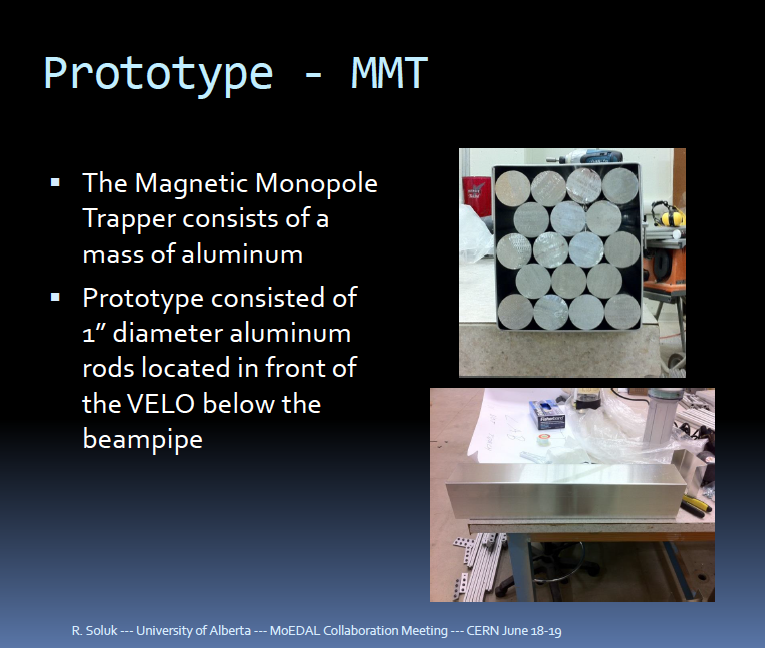 Prototype - MMT
▪ The Magnetic Monopole
Trapper consists of a
mass of aluminum
▪ Prototype consisted of
1” diameter aluminum
rods located in front of
the VELO below the
beampipe
R. Soluk --- University of Alberta --- MoEDAL Collaboration Meeting --- CERN June 18-19